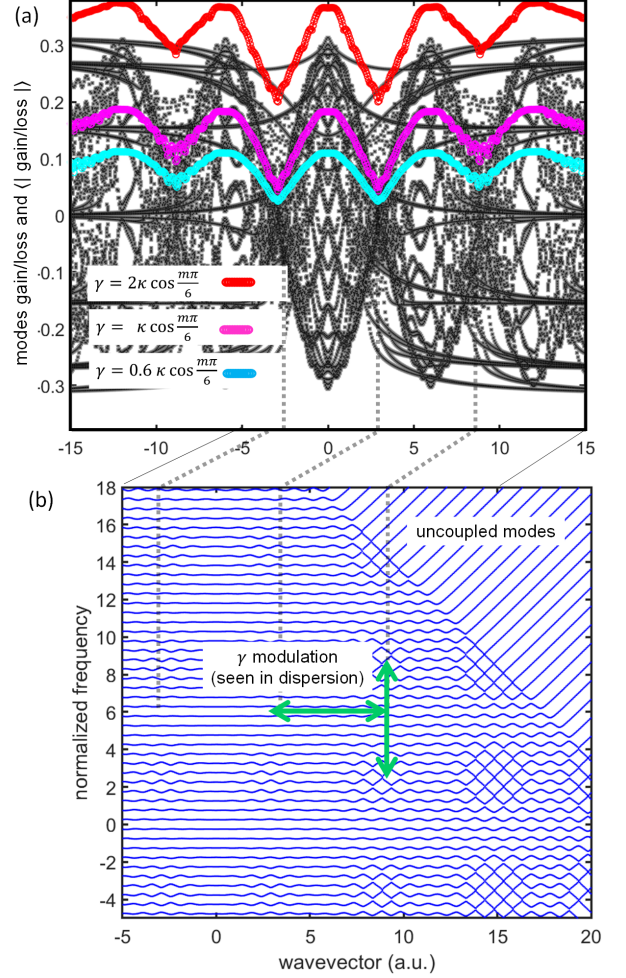 (a)
modes gain/loss and ⟨| gain/loss |⟩
0.3
0.2
0.1
0
-0.1
-0.2
-0.3
γ = 2κ cos mπ/6
γ = κ cos mπ/6
γ = 0.6 κ cos mπ/6
-15 -10 -5 0 5 10 15
(b)
normalized frequency
18
16
14
12
10
8
6
4
2
0
-2
-4
uncoupled modes
γ modulation
(seen in dispersion)
-5 0 5 10 15 20
wavevector (a.u.)